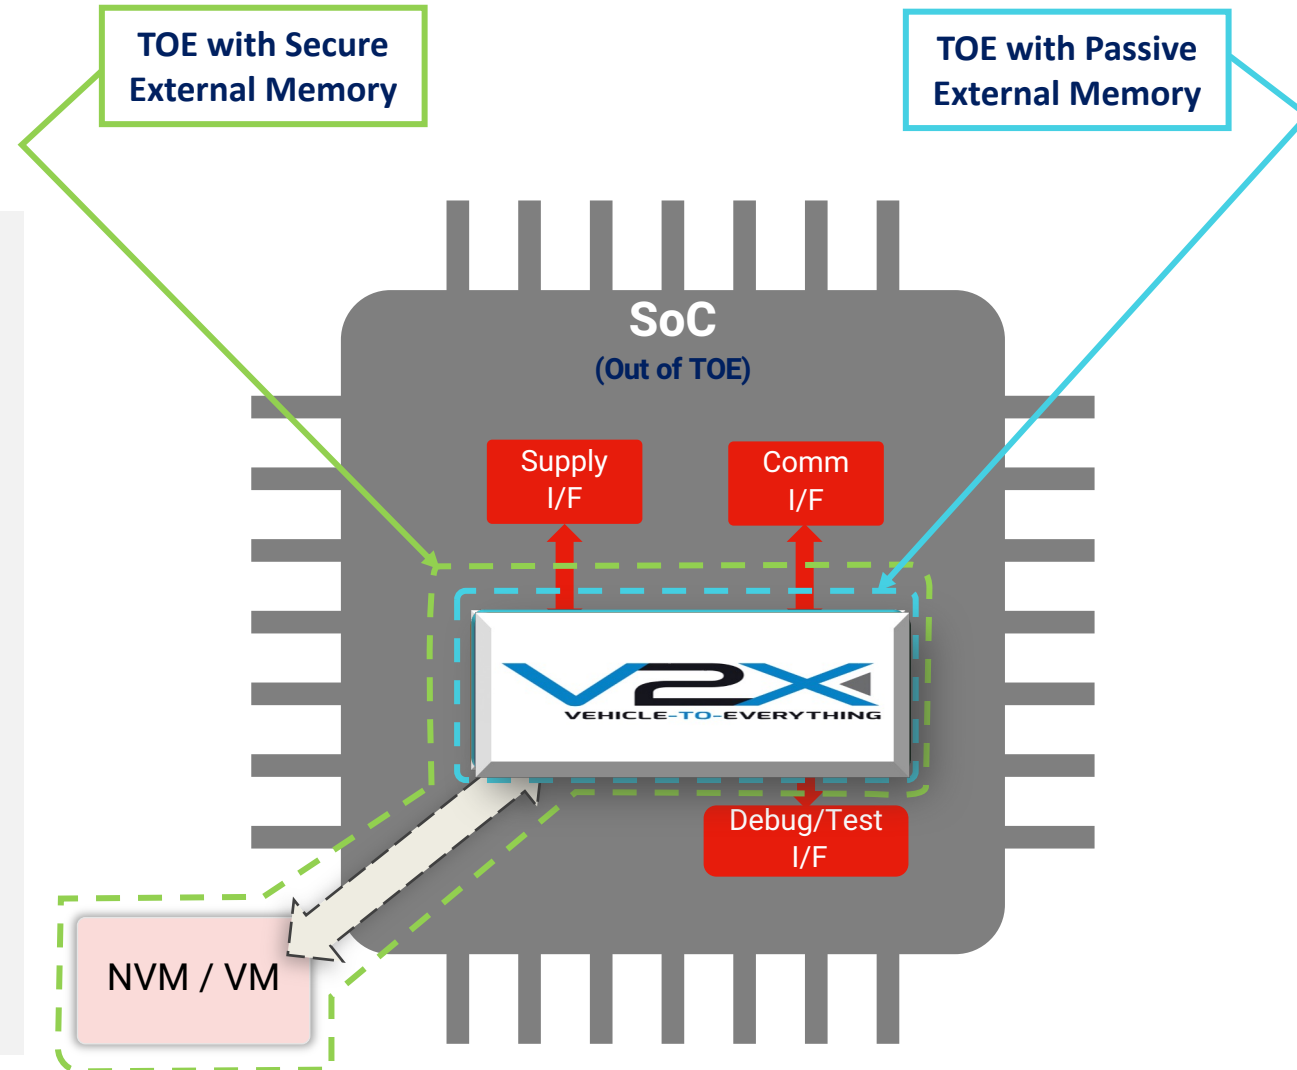 TOE with Secure
External Memory
TOE with Passive
External Memory
SoC
(Out of TOE)
Supply
I/F
Comm
I/F
V2X
VEHICLE-TO-EVERYTHING
Debug/Test
I/F
NVM / VM